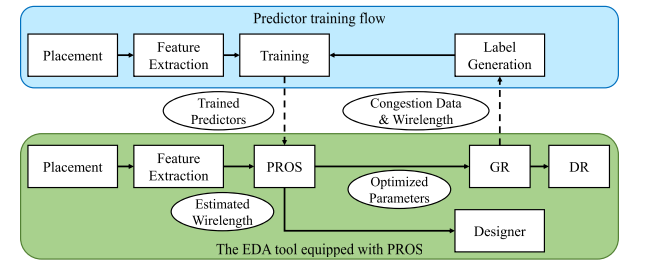 Predictor training flow
Placement
Feature
Extraction
Training
Label
Generation
Trained
Predictors
Congestion Data
& Wirelength
Placement
Feature
Extraction
PROS
GR
DR
Estimated
Wirelength
Optimized
Parameters
Designer
The EDA tool equipped with PROS